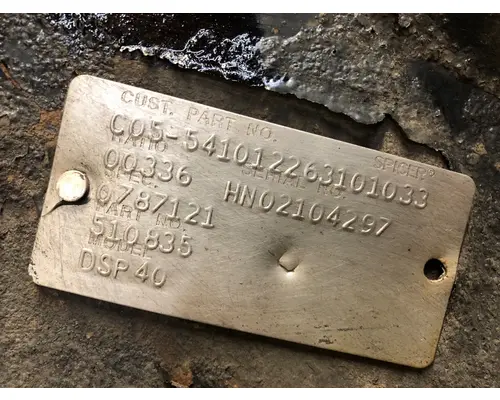 CUST. PART NO.
C05-541012263101033
RATIO SERIAL NO. SPICER®
00336 HN02104297
SPEC.
0787121
PART NO.
510835
MODEL
DSP40